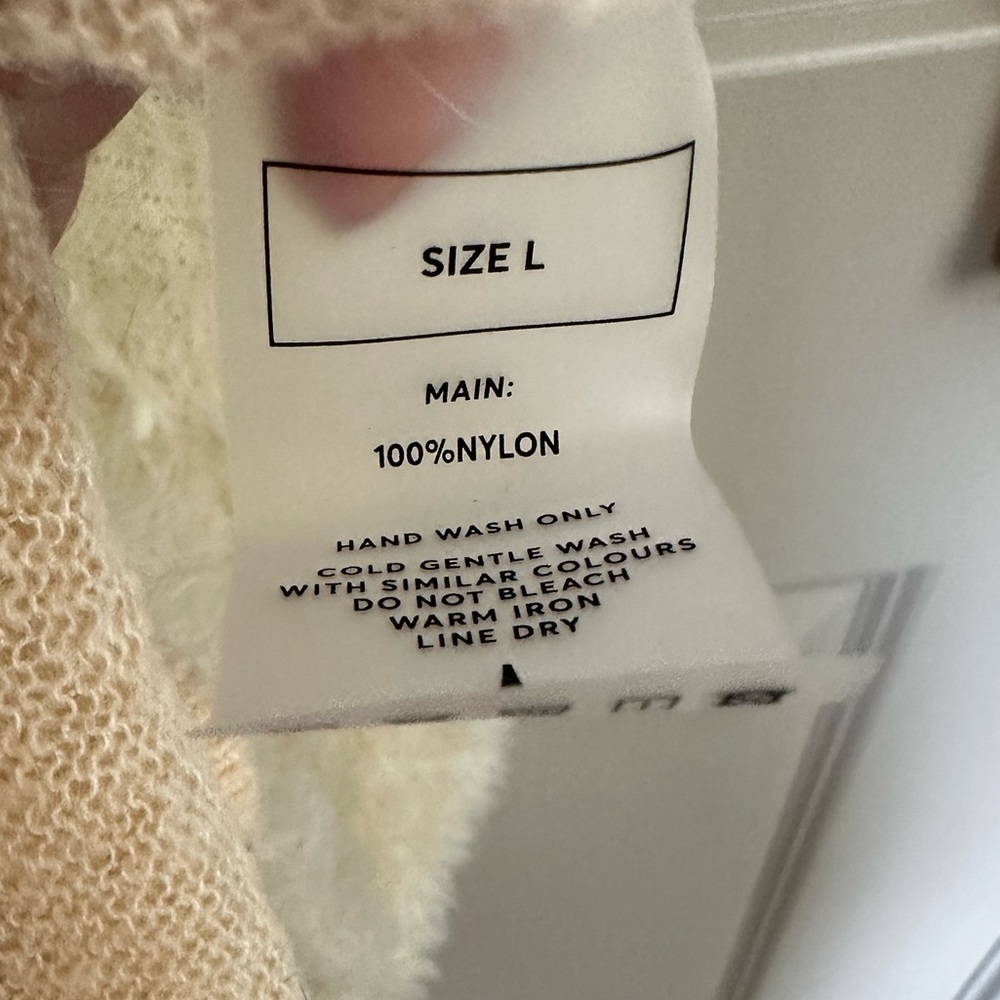 SIZE L
MAIN:
100%NYLON
HAND WASH ONLY
COLD GENTLE WASH
WITH SIMILAR COLOURS
DO NOT BLEACH
WARM IRON
LINE DRY